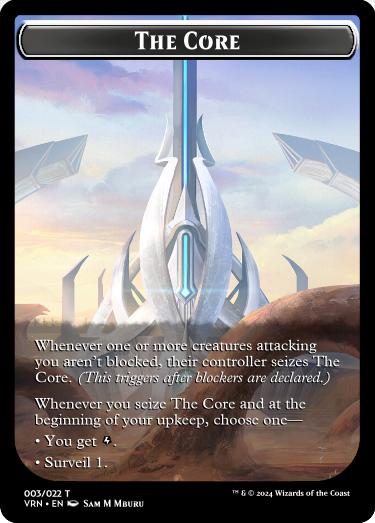 THE CORE
Whenever one or more creatures attacking
you aren't blocked, their controller seizes The
Core. (This triggers after blockers are declared.)
Whenever you seize The Core and at the
beginning of your upkeep, choose one—
• You get .
• Surveil 1.
003/022 T
VRN • EN SAM M MBURU
™ & © 2024 Wizards of the Coast